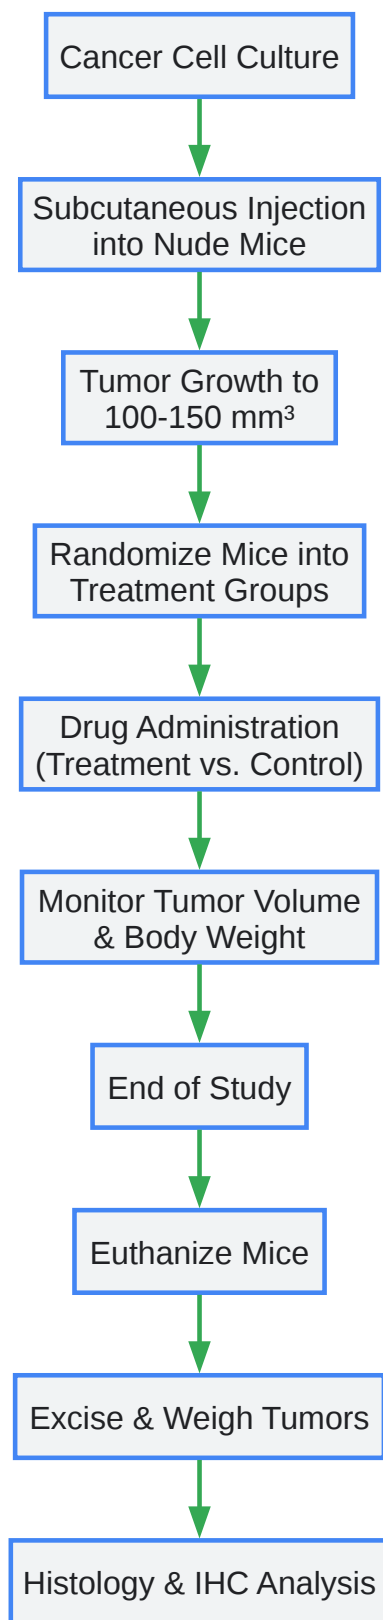 Cancer Cell Culture
Subcutaneous Injection
into Nude Mice
Tumor Growth to
100-150 mm³
Randomize Mice into
Treatment Groups
Drug Administration
(Treatment vs. Control)
Monitor Tumor Volume
& Body Weight
End of Study
Euthanize Mice
Excise & Weigh Tumors
Histology & IHC Analysis